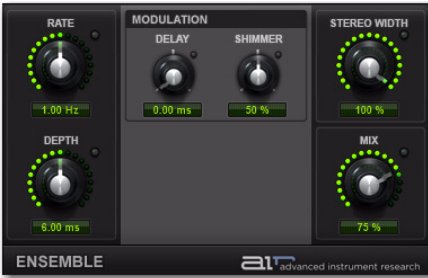 RATE
1.00 Hz
DEPTH
6.00 ms
MODULATION
DELAY SHIMMER
0.00 ms 50 %
STEREO WIDTH
100 %
MIX
75 %
ENSEMBLE
air advanced instrument research